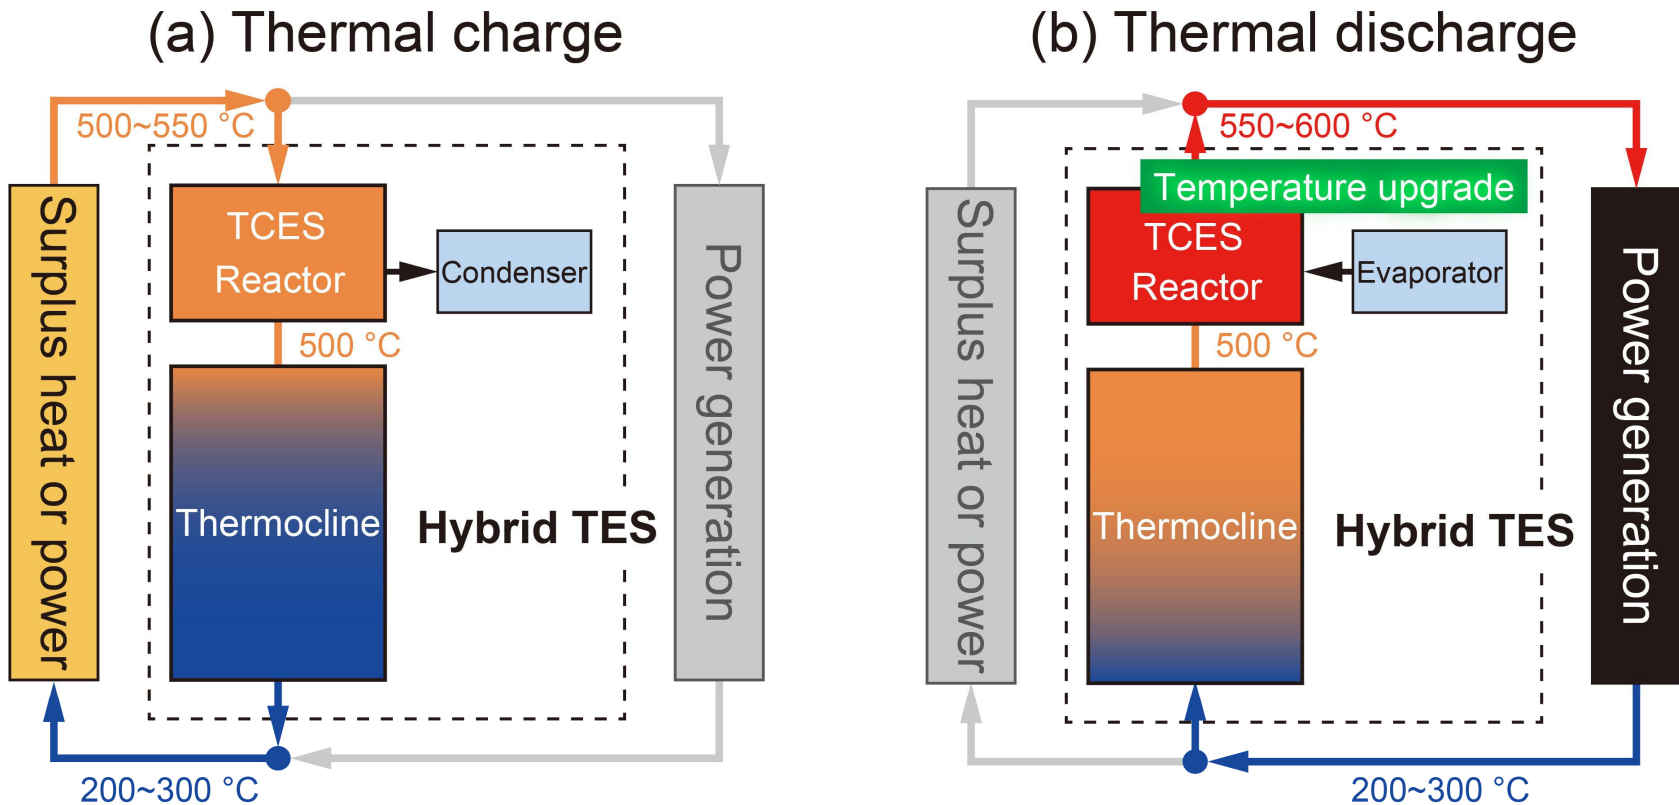 (a) Thermal charge
500~550 °C
Surplus heat or power
TCES
Reactor
Condenser
500 °C
Thermocline
Hybrid TES
Power generation
200~300 °C
(b) Thermal discharge
550~600 °C
Temperature upgrade
Surplus heat or power
TCES
Reactor
Evaporator
500 °C
Thermocline
Hybrid TES
Power generation
200~300 °C